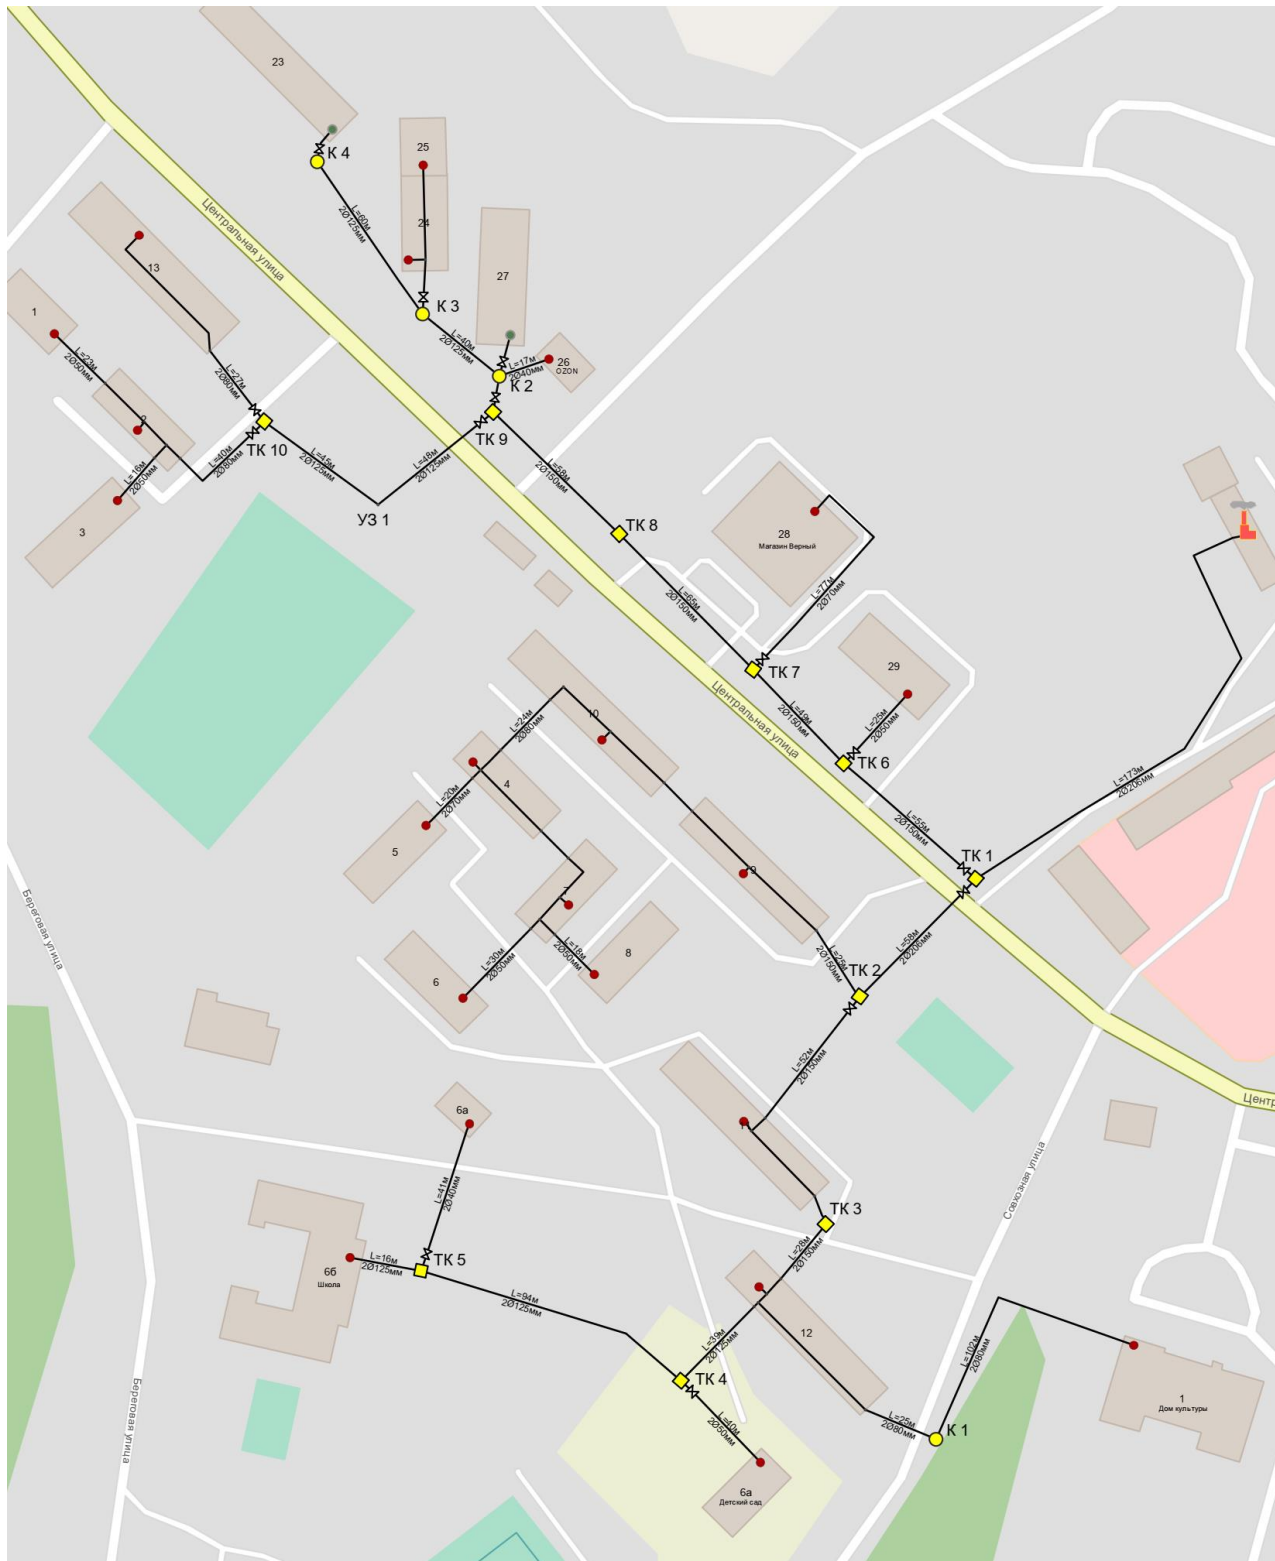 23
К 4
25
L=60м
2Ø125мм
24
Центральная улица
13
27
1
К 3
L=40м
2Ø125мм
L=23м
2Ø50мм
L=17м
2Ø40мм
26
OZON
К 2
L=27м
2Ø80мм
2
ТК 10
ТК 9
L=40м
2Ø80мм
L=45м
2Ø125мм
L=48м
2Ø125мм
L=16м
2Ø50мм
L=58м
2Ø150мм
УЗ 1
ТК 8
3
28
Магазин Верный
L=65м
2Ø150мм
L=77м
2Ø70мм
29
ТК 7
Центральная улица
L=49м
2Ø150мм
L=25м
2Ø50мм
10
L=24м
2Ø80мм
ТК 6
4
L=173м
2Ø206мм
L=20м
2Ø70мм
L=55м
2Ø150мм
5
ТК 1
9
7
Береговая улица
L=58м
2Ø206мм
L=18м
2Ø50мм
8
L=30м
2Ø50мм
L=25м
2Ø150мм
ТК 2
6
L=52м
2Ø150мм
6а
Центр
Совхозная улица
L=41м
2Ø40мм
ТК 3
L=28м
2Ø150мм
ТК 5
L=16м
2Ø125мм
6б
Школа
L=94м
2Ø125мм
12
L=39м
2Ø125мм
L=102м
2Ø80мм
ТК 4
1
Дом культуры
L=40м
2Ø50мм
L=25м
2Ø80мм
К 1
Береговая улица
6а
Детский сад